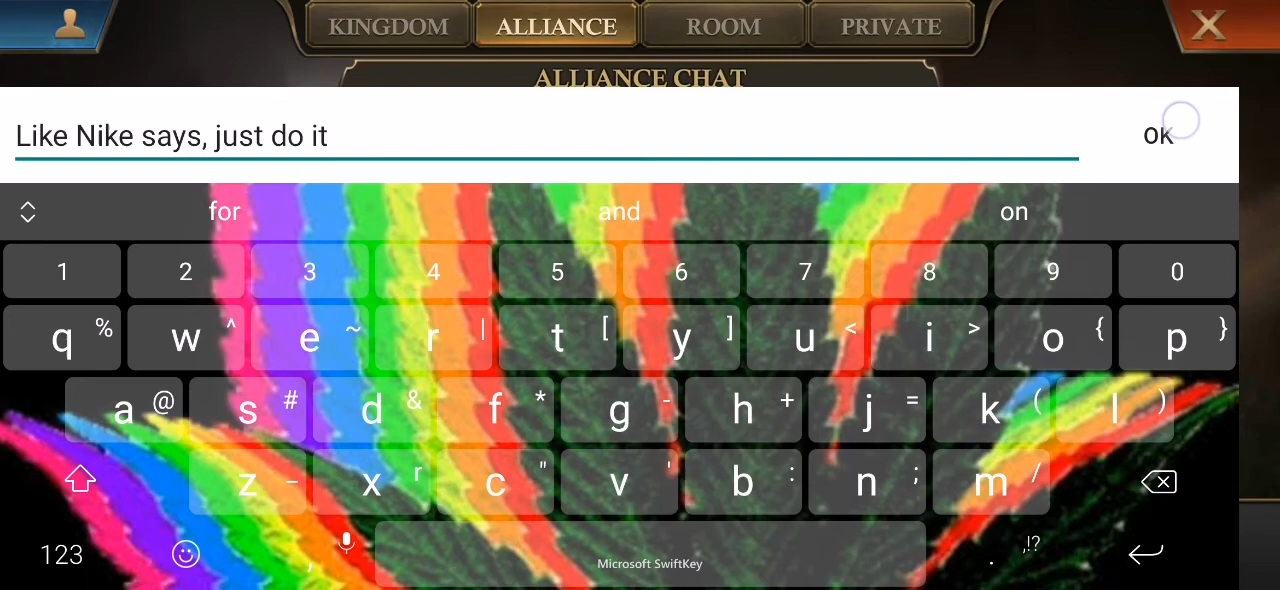 KINGDOM ALLIANCE ROOM PRIVATE X
ALLIANCE CHAT
Like Nike says, just do it OK
for and on
1 2 3 4 5 6 7 8 9 0
q % w ^ e ~ r | t [ y ] u < i > o { p }
a @ s # d & f * g - h + j = k ( l )
z _ x r c " v ' b : n ; m /
123 , Microsoft SwiftKey . ,!?